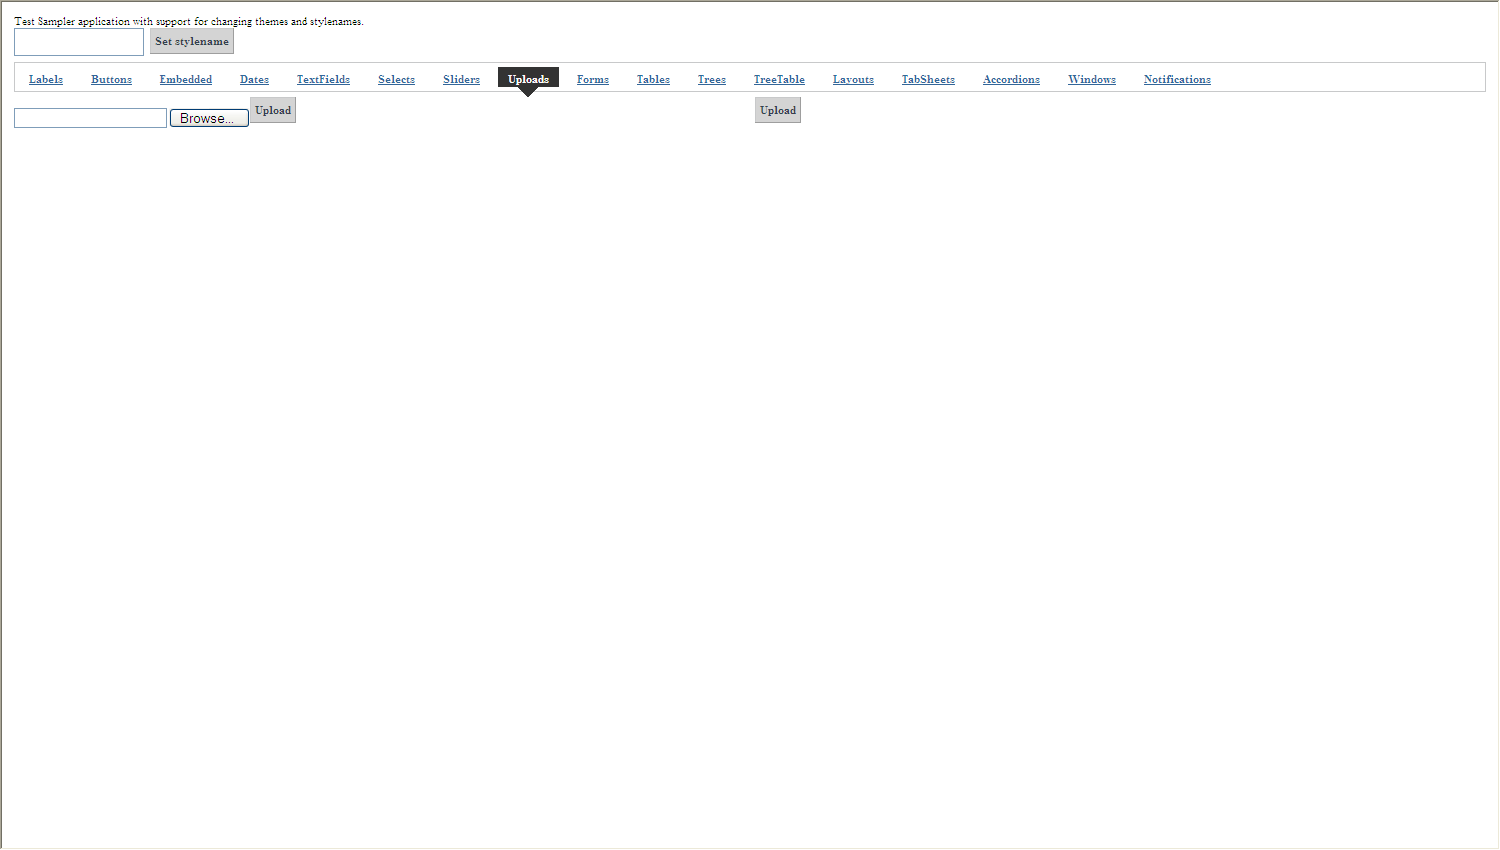 Test Sampler application with support for changing themes and stylenames.
Set stylename
Labels Buttons Embedded Dates TextFields Selects Sliders Uploads Forms Tables Trees TreeTable Layouts TabSheets Accordions Windows Notifications
Browse... Upload Upload